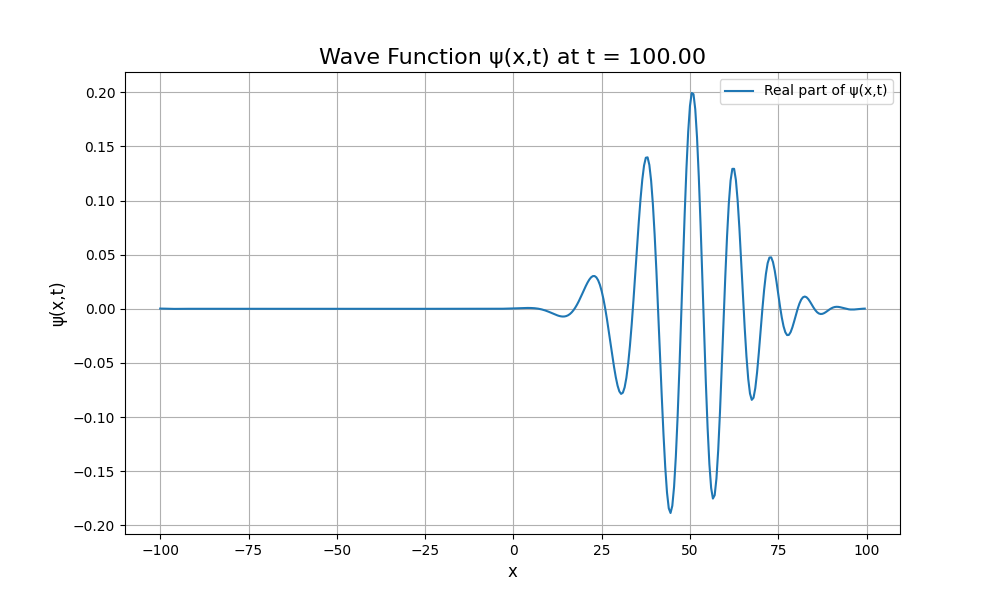 Wave Function ψ(x,t) at t = 100.00
Real part of ψ(x,t)
ψ(x,t)
0.20
0.15
0.10
0.05
0.00
−0.05
−0.10
−0.15
−0.20
−100 −75 −50 −25 0 25 50 75 100
x